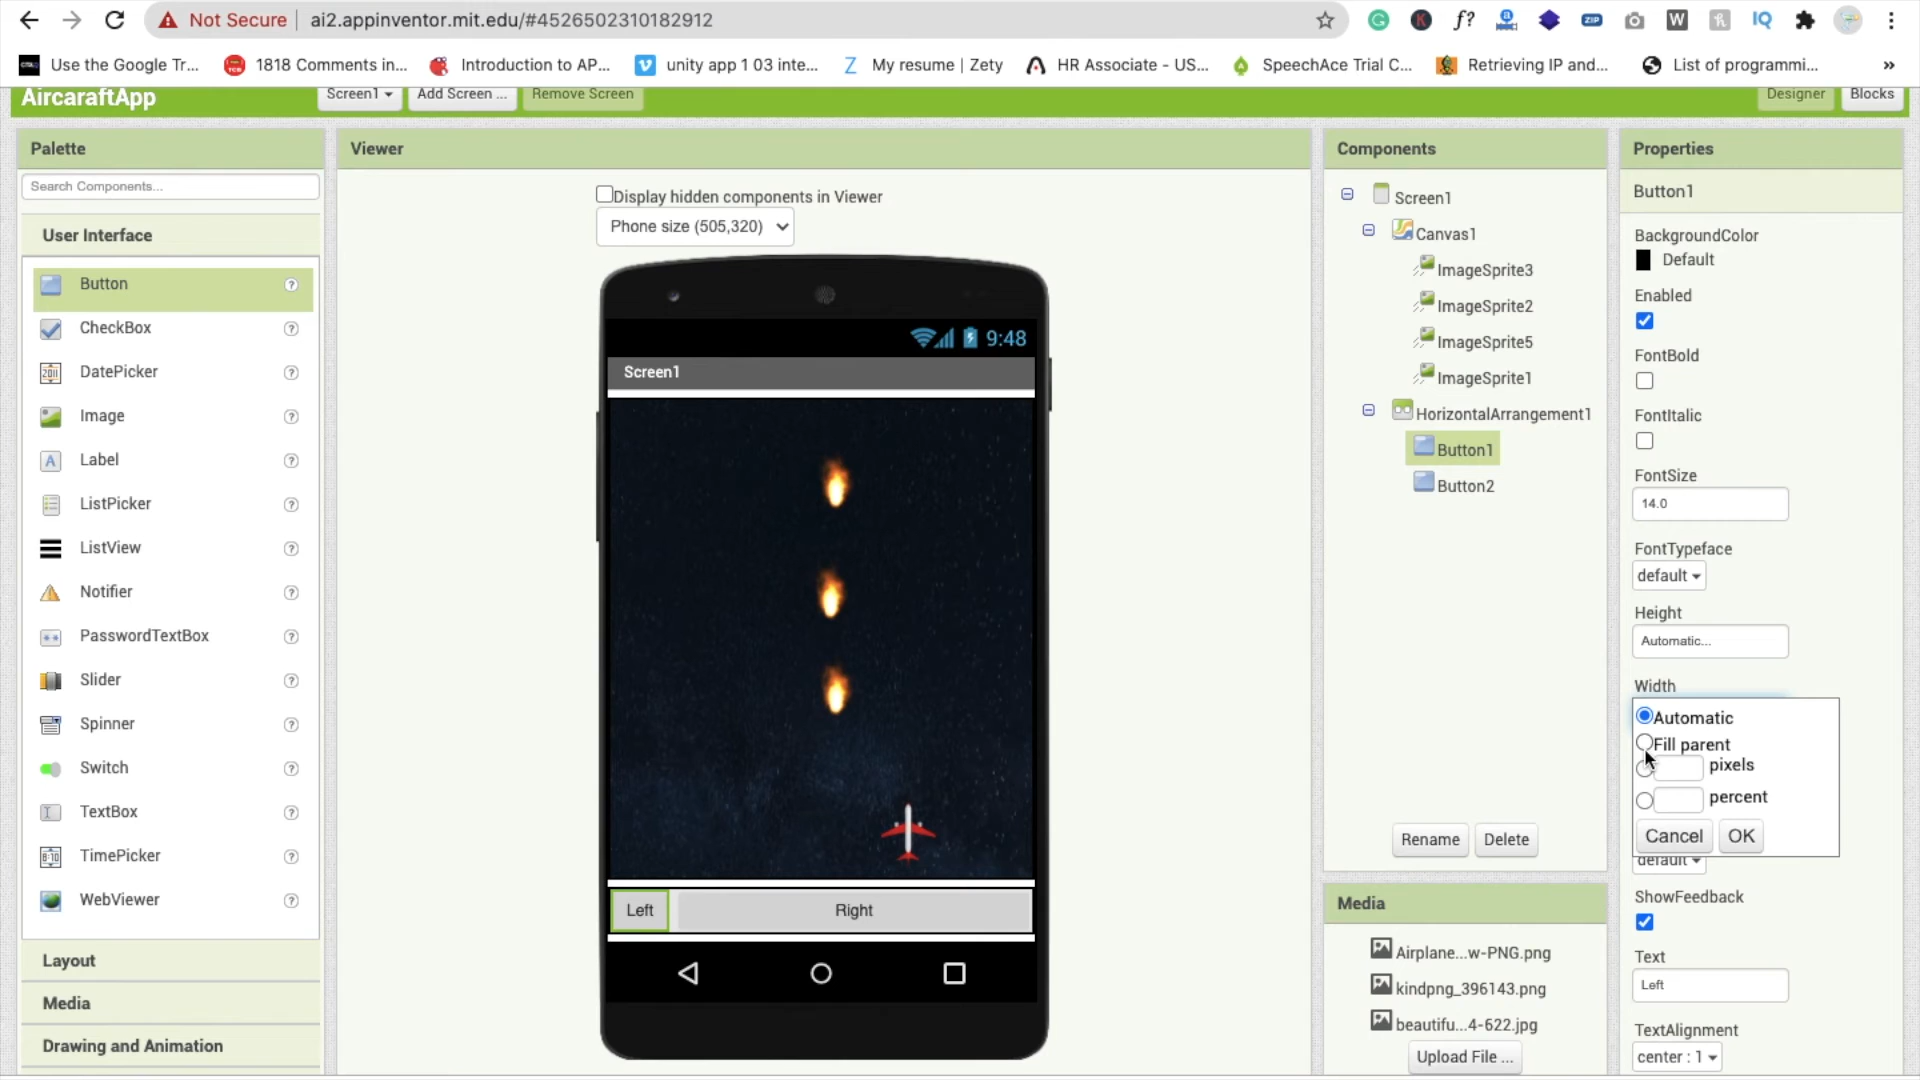 Not Secure | ai2.appinventor.mit.edu/#4526502310182912
Use the Google Tr...
1818 Comments in...
Introduction to AP...
unity app 1 03 inte...
My resume | Zety
HR Associate - US...
SpeechAce Trial C...
Retrieving IP and...
List of programmi...
»
AircaraftApp
Screen1
Add Screen ...
Remove Screen
Designer
Blocks
Palette
Search Components...
User Interface
Button
CheckBox
DatePicker
Image
Label
ListPicker
ListView
Notifier
PasswordTextBox
Slider
Spinner
Switch
TextBox
TimePicker
WebViewer
Layout
Media
Drawing and Animation
Viewer
Display hidden components in Viewer
Phone size (505,320)
9:48
Screen1
Left
Right
Components
Screen1
Canvas1
ImageSprite3
ImageSprite2
ImageSprite5
ImageSprite1
HorizontalArrangement1
Button1
Button2
Rename
Delete
Media
Airplane...w-PNG.png
kindpng_396143.png
beautifu...4-622.jpg
Upload File ...
Properties
Button1
BackgroundColor
Default
Enabled
FontBold
FontItalic
FontSize
14.0
FontTypeface
default
Height
Automatic...
Width
Automatic
Fill parent
pixels
percent
Cancel
OK
default
ShowFeedback
Text
Left
TextAlignment
center : 1